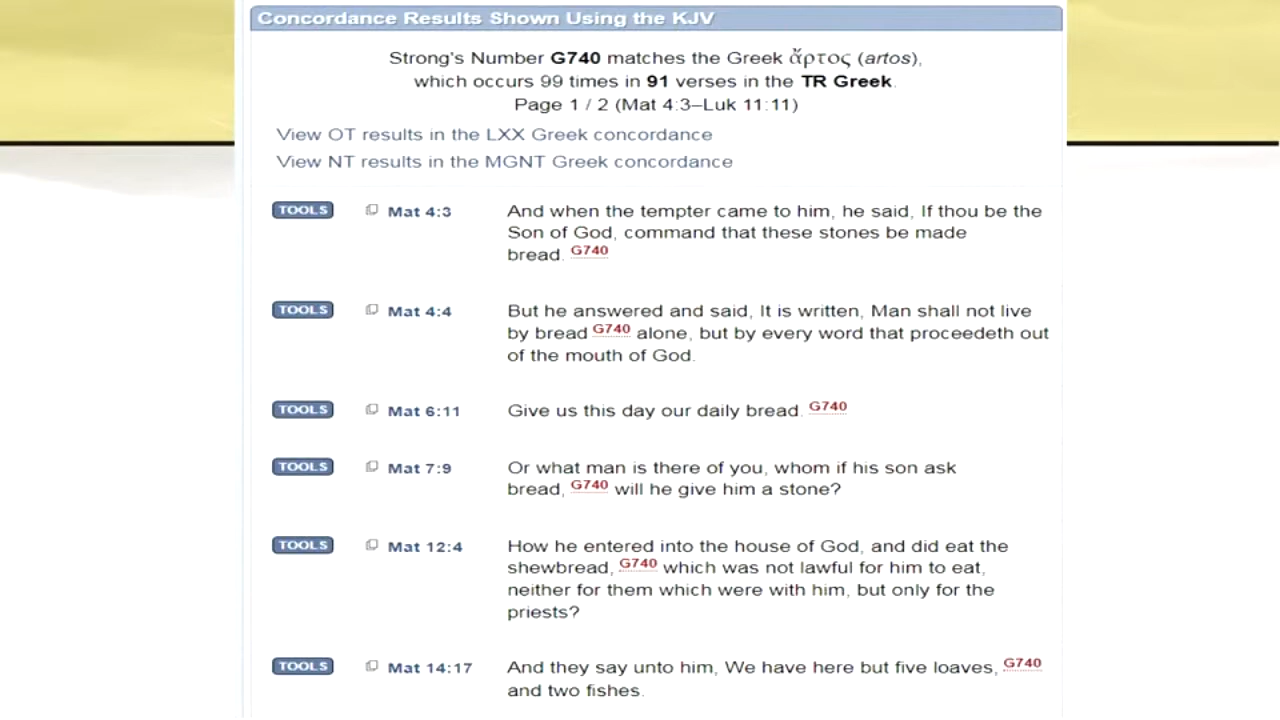 Concordance Results Shown Using the KJV
Strong's Number G740 matches the Greek ἄρτος (artos),
which occurs 99 times in 91 verses in the TR Greek.
Page 1 / 2 (Mat 4:3–Luk 11:11)
View OT results in the LXX Greek concordance
View NT results in the MGNT Greek concordance
TOOLS Mat 4:3 And when the tempter came to him, he said, If thou be the
Son of God, command that these stones be made
bread. G740
TOOLS Mat 4:4 But he answered and said, It is written, Man shall not live
by bread G740 alone, but by every word that proceedeth out
of the mouth of God.
TOOLS Mat 6:11 Give us this day our daily bread. G740
TOOLS Mat 7:9 Or what man is there of you, whom if his son ask
bread, G740 will he give him a stone?
TOOLS Mat 12:4 How he entered into the house of God, and did eat the
shewbread, G740 which was not lawful for him to eat,
neither for them which were with him, but only for the
priests?
TOOLS Mat 14:17 And they say unto him, We have here but five loaves, G740
and two fishes.